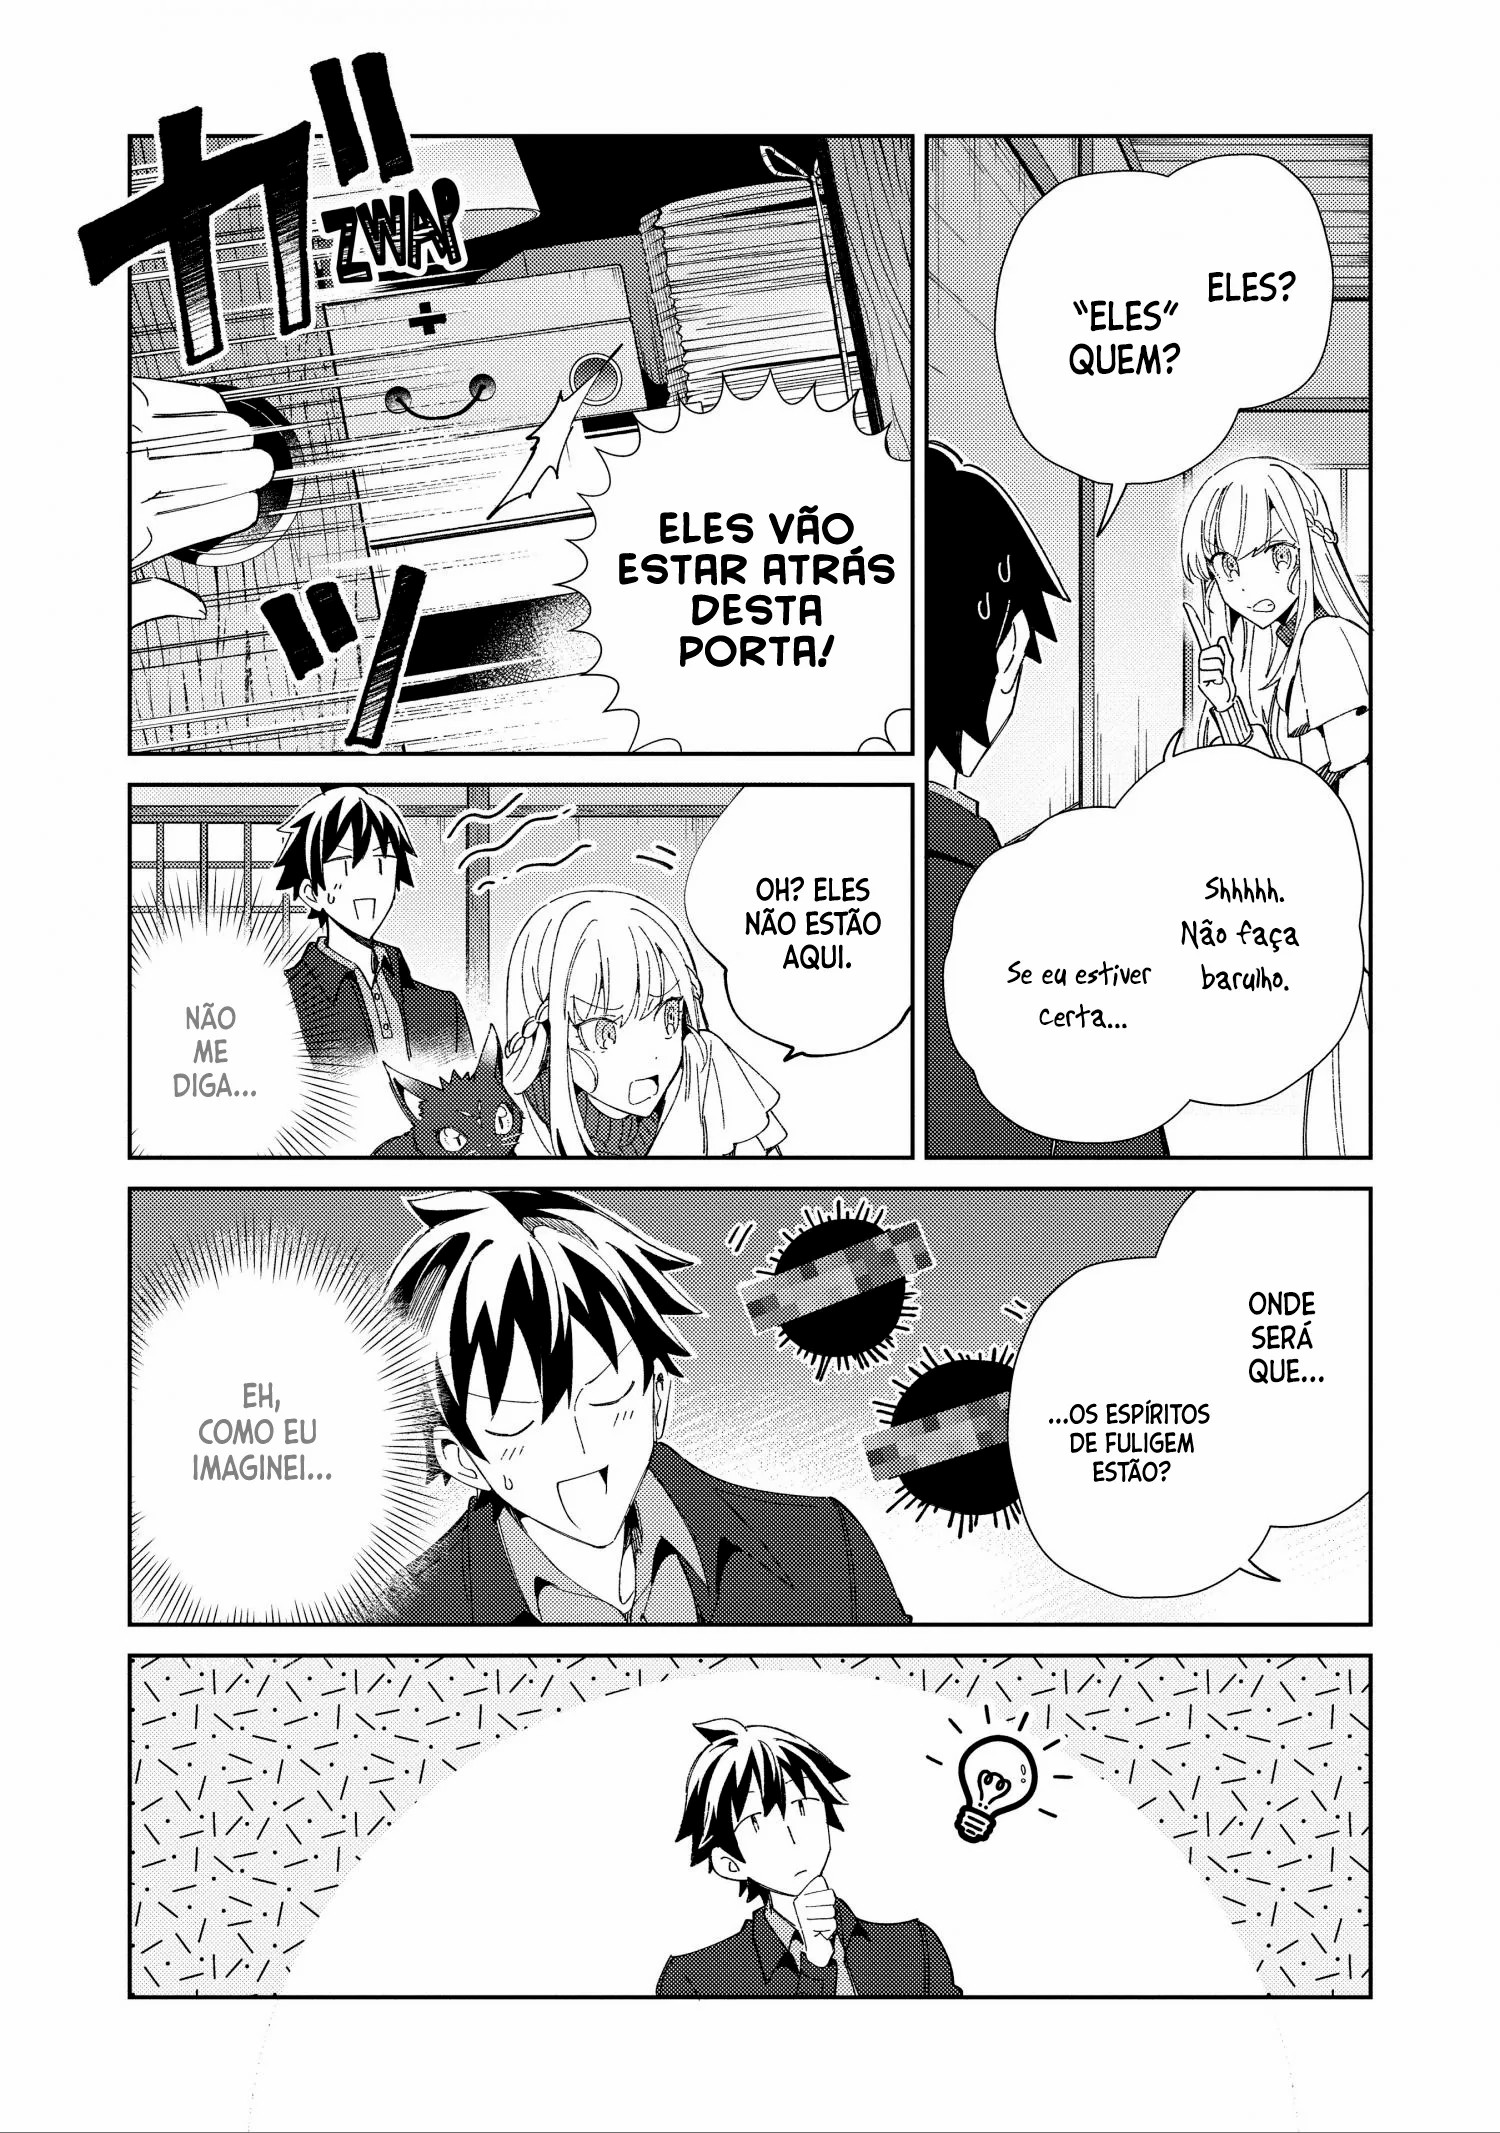 ELES?
"ELES"
QUEM?
Shhhhh.
Não faça
barulho.
Se eu estiver
certa...
ガ
ZWAP
ELES VÃO
ESTAR ATRÁS
DESTA
PORTA!
ッ
OH? ELES
NÃO ESTÃO
AQUI.
NÃO
ME
DIGA...
ONDE
SERÁ
QUE...
...OS ESPÍRITOS
DE FULIGEM
ESTÃO?
EH,
COMO EU
IMAGINEI...